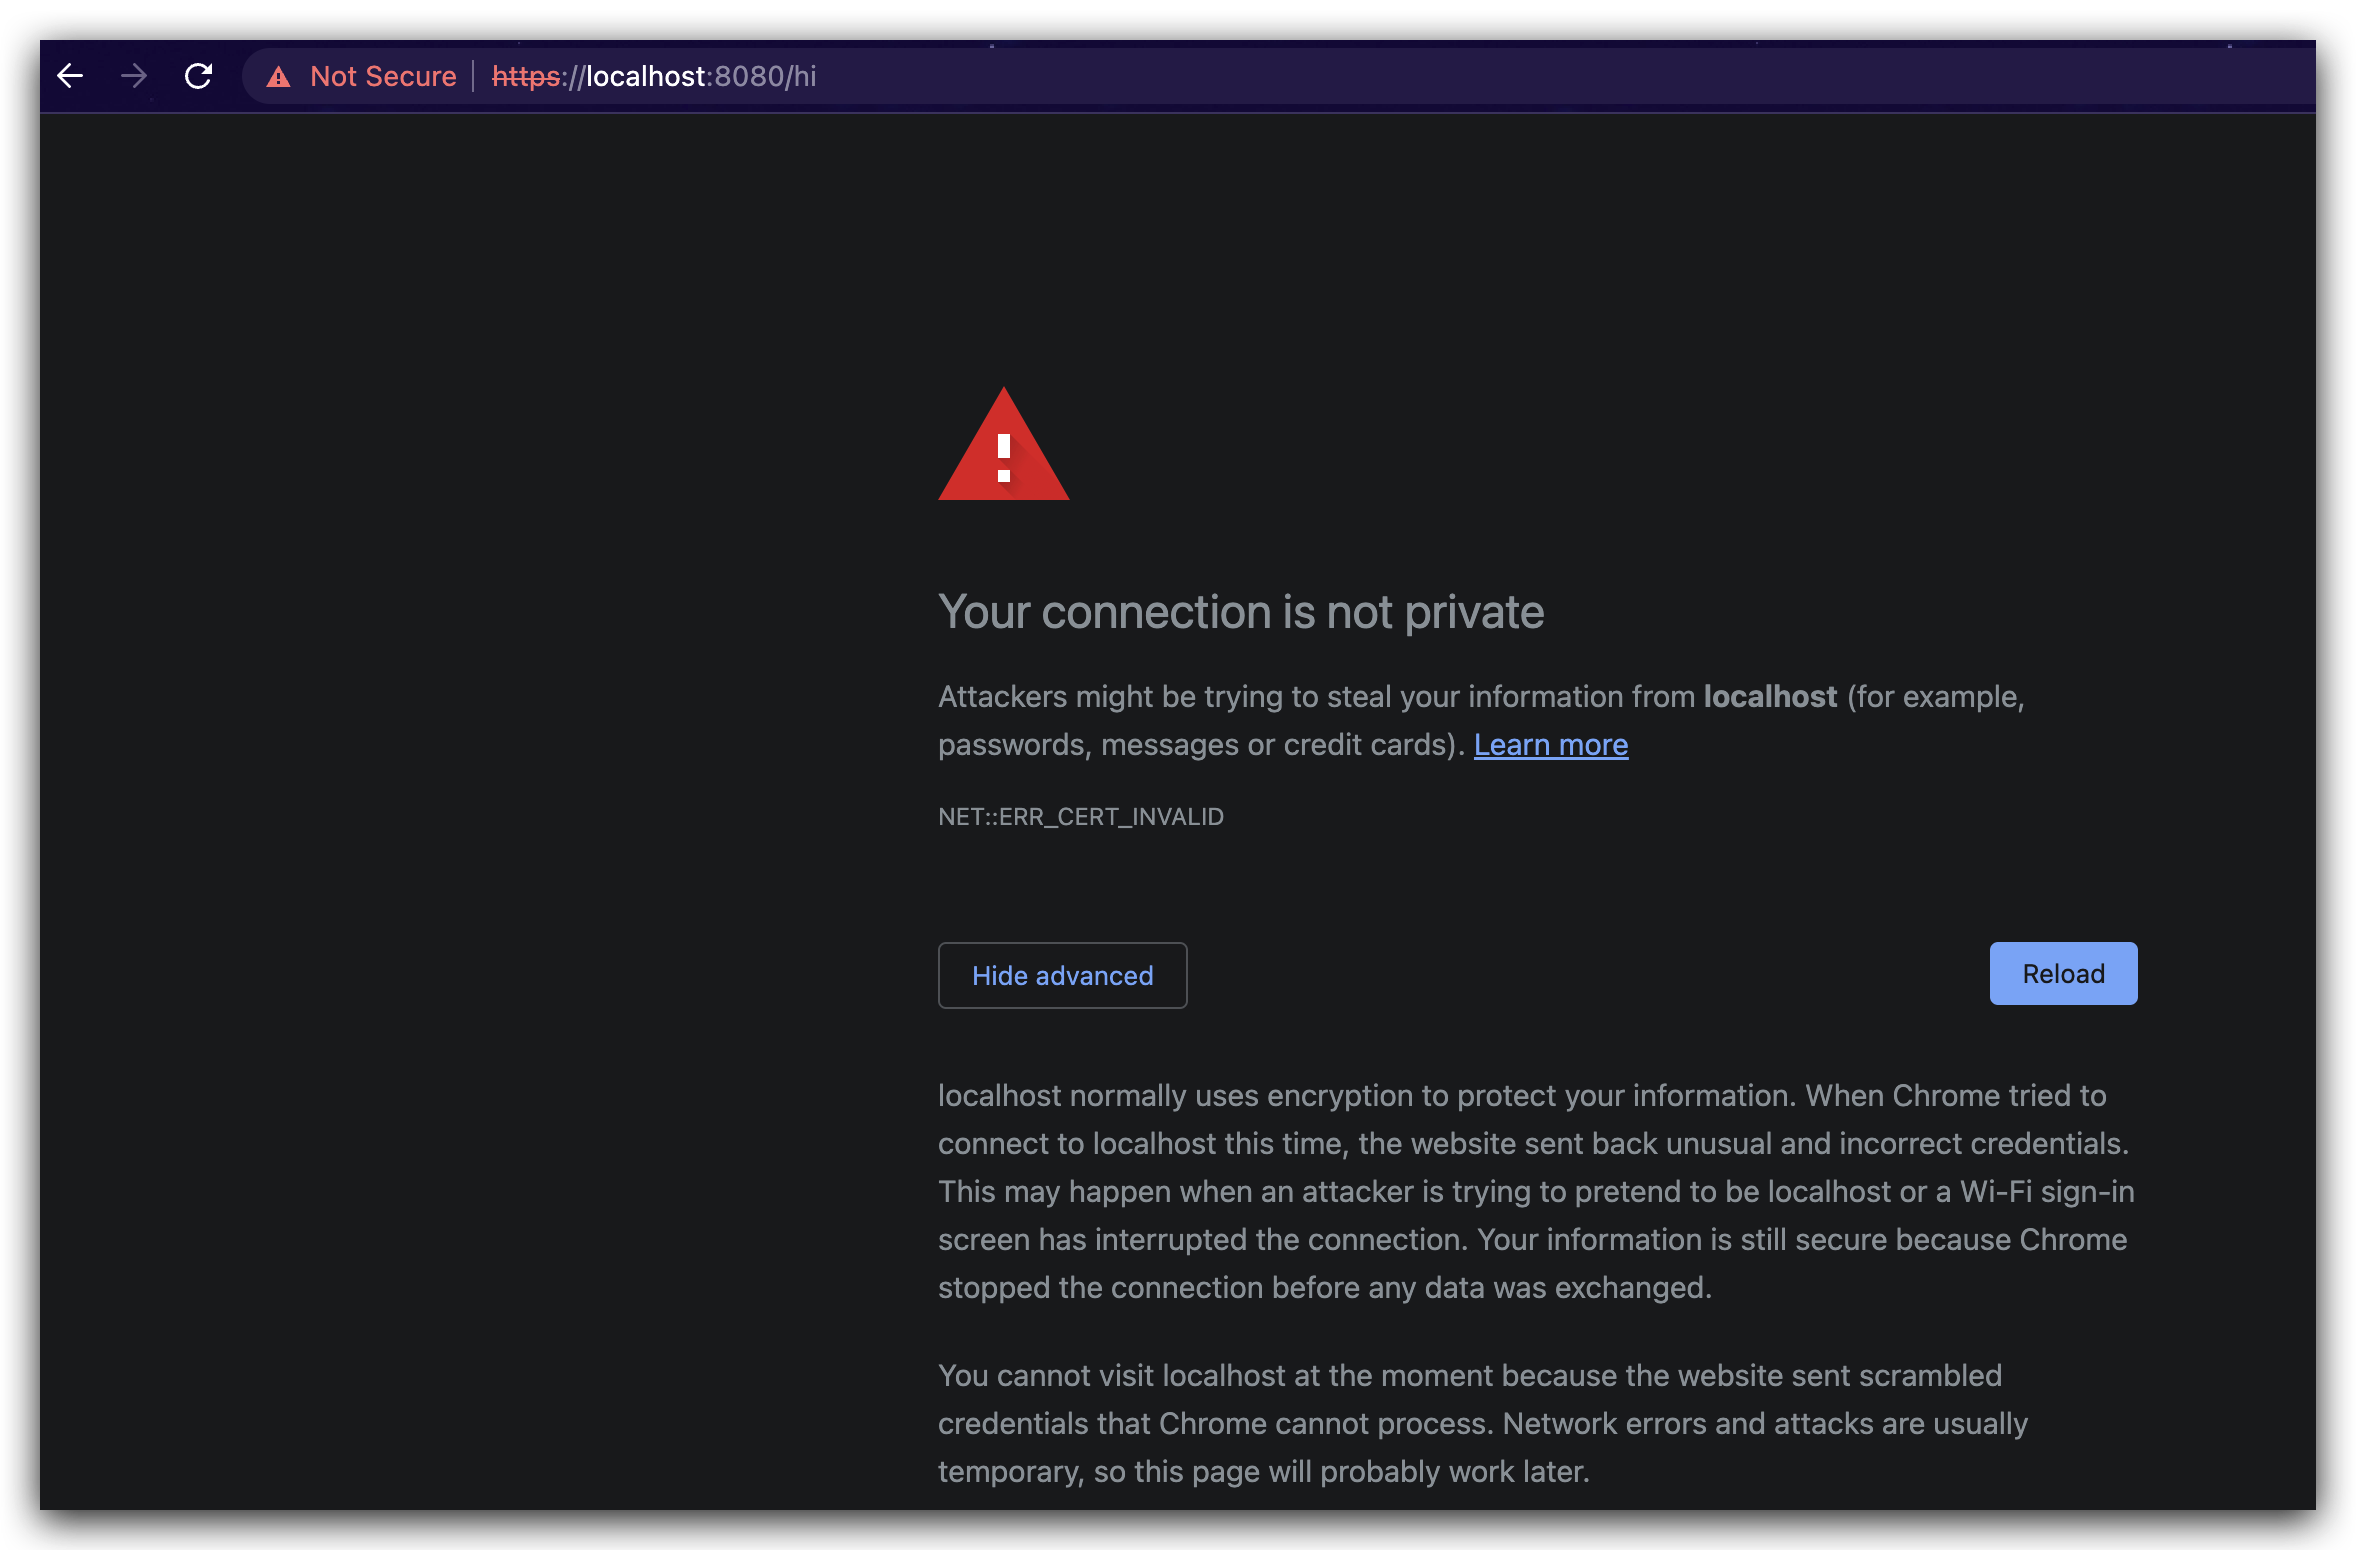 Not Secure | https://localhost:8080/hi
Your connection is not private
Attackers might be trying to steal your information from localhost (for example,
passwords, messages or credit cards). Learn more
NET::ERR_CERT_INVALID
Hide advanced
Reload
localhost normally uses encryption to protect your information. When Chrome tried to
connect to localhost this time, the website sent back unusual and incorrect credentials.
This may happen when an attacker is trying to pretend to be localhost or a Wi-Fi sign-in
screen has interrupted the connection. Your information is still secure because Chrome
stopped the connection before any data was exchanged.
You cannot visit localhost at the moment because the website sent scrambled
credentials that Chrome cannot process. Network errors and attacks are usually
temporary, so this page will probably work later.